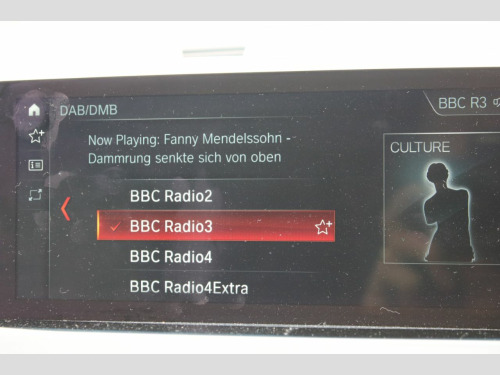 DAB/DMB
BBC R3
Now Playing: Fanny Mendelssohn -
Dammrung senkte sich von oben
CULTURE
BBC Radio2
BBC Radio3
BBC Radio4
BBC Radio4Extra